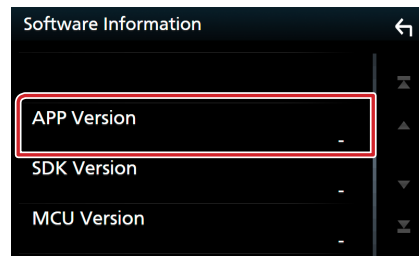 Software Information
APP Version
-
SDK Version
-
MCU Version
-